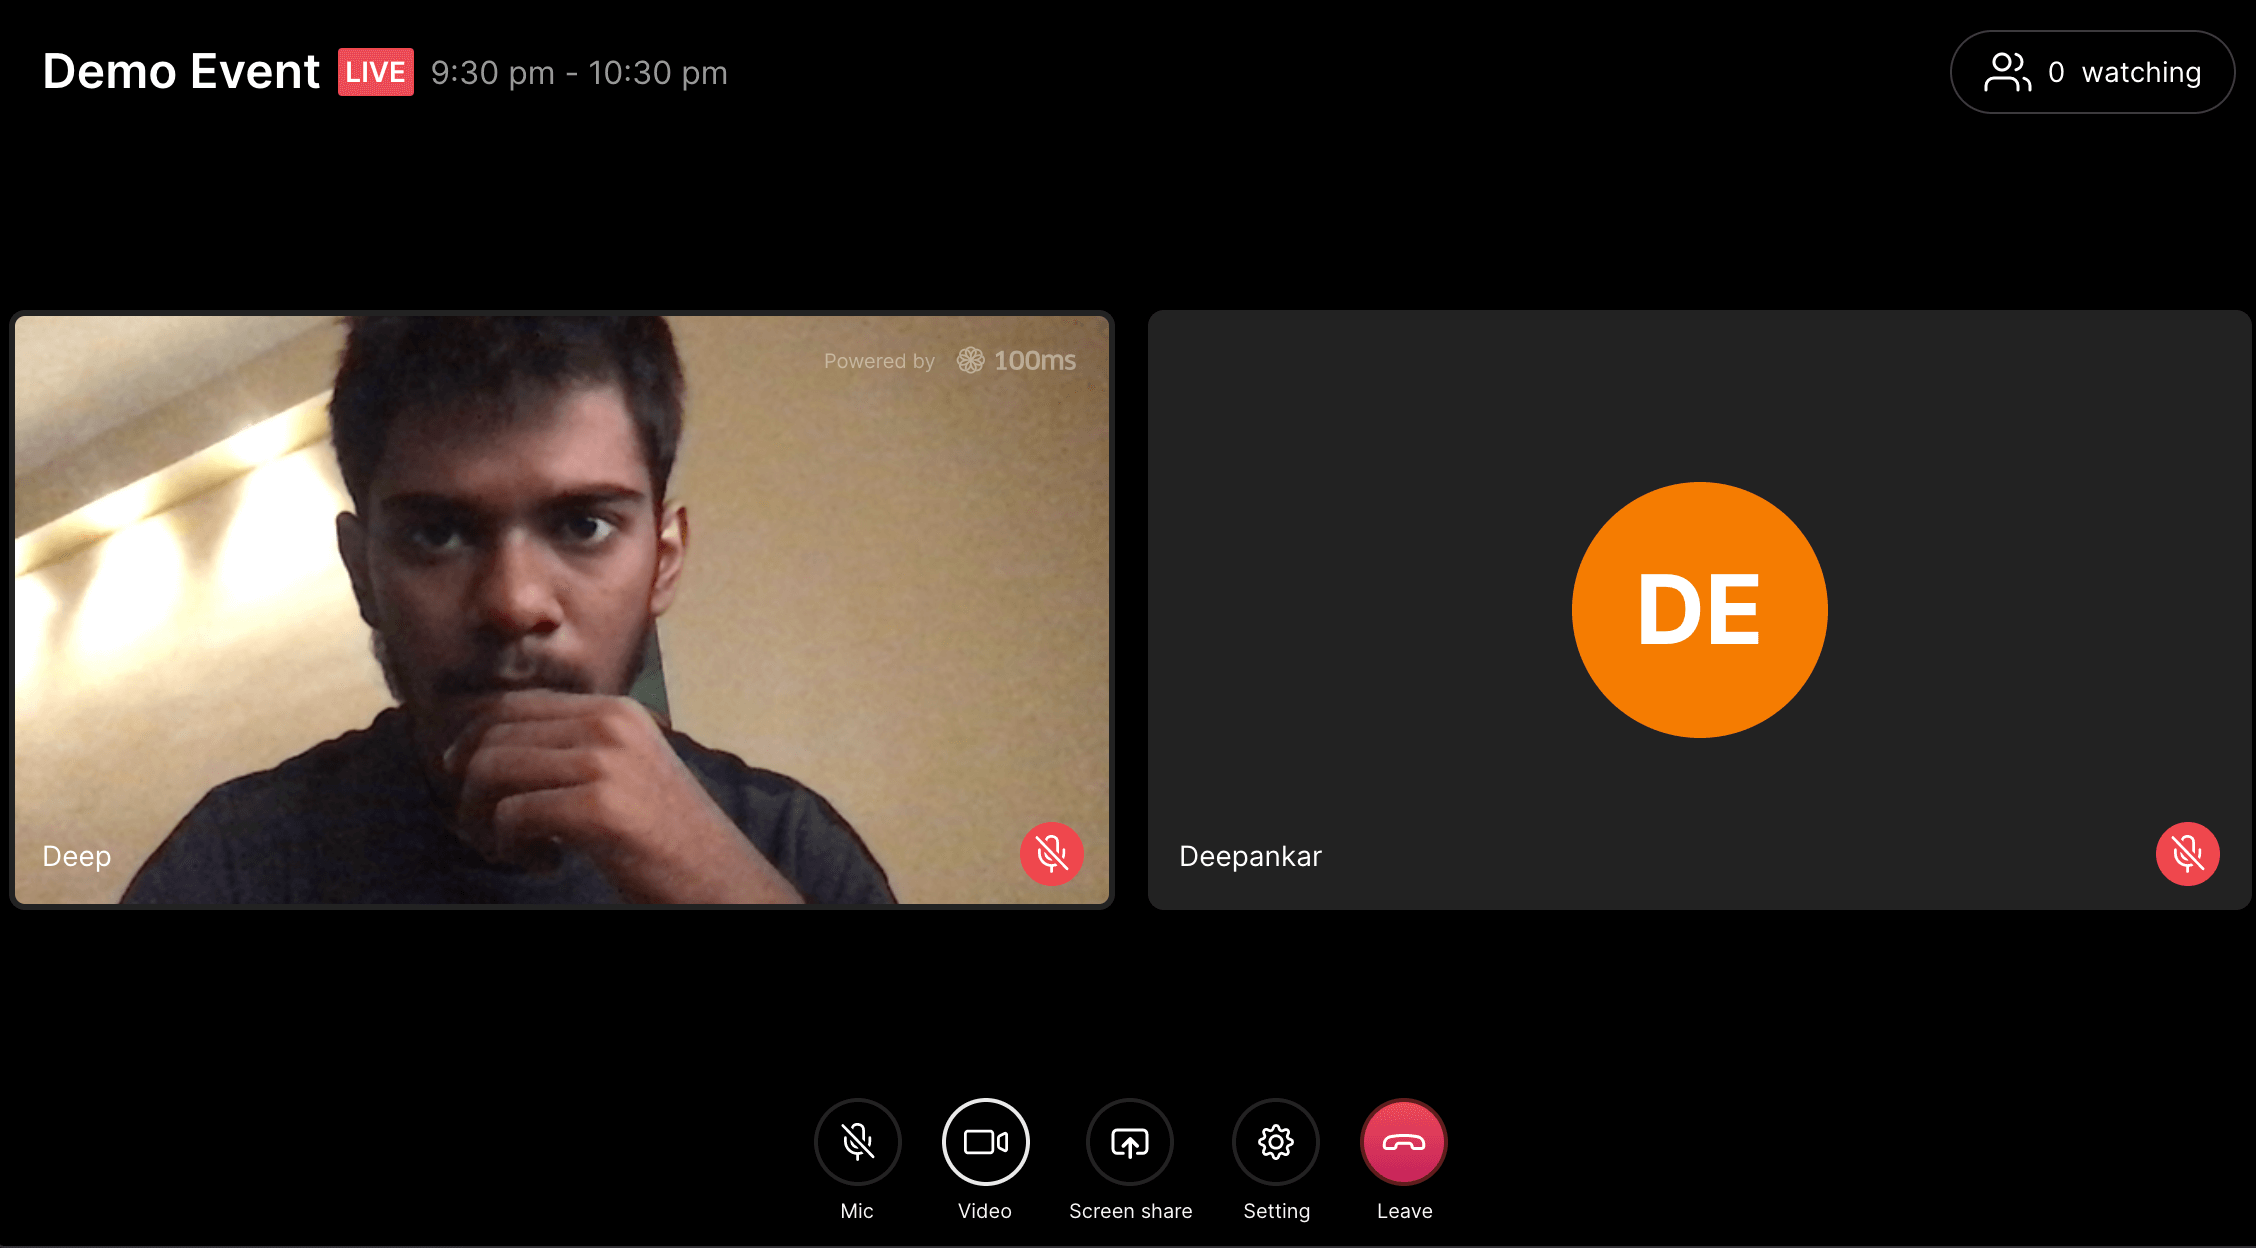 Demo Event LIVE 9:30 pm - 10:30 pm
0 watching
Powered by 100ms
DE
Deep
Deepankar
Mic
Video
Screen share
Setting
Leave